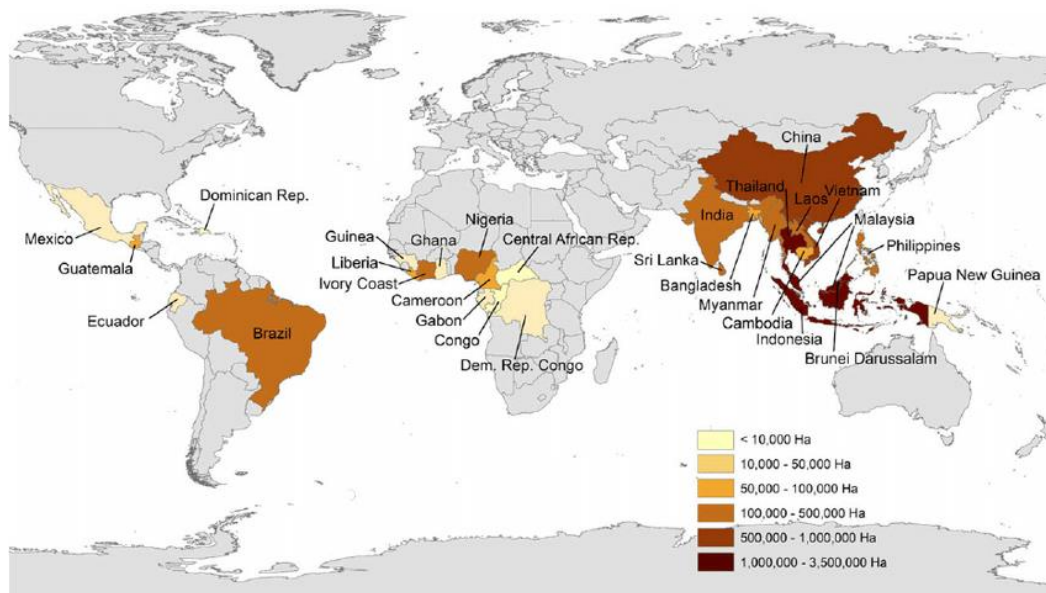 China
Thailand
Laos
Vietnam
India
Malaysia
Philippines
Dominican Rep.
Nigeria
Mexico
Guinea
Ghana
Central African Rep.
Guatemala
Liberia
Sri Lanka
Papua New Guinea
Ivory Coast
Bangladesh
Cameroon
Myanmar
Ecuador
Gabon
Cambodia
Brazil
Congo
Indonesia
Dem. Rep. Congo
Brunei Darussalam
< 10,000 Ha
10,000 - 50,000 Ha
50,000 - 100,000 Ha
100,000 - 500,000 Ha
500,000 - 1,000,000 Ha
1,000,000 - 3,500,000 Ha